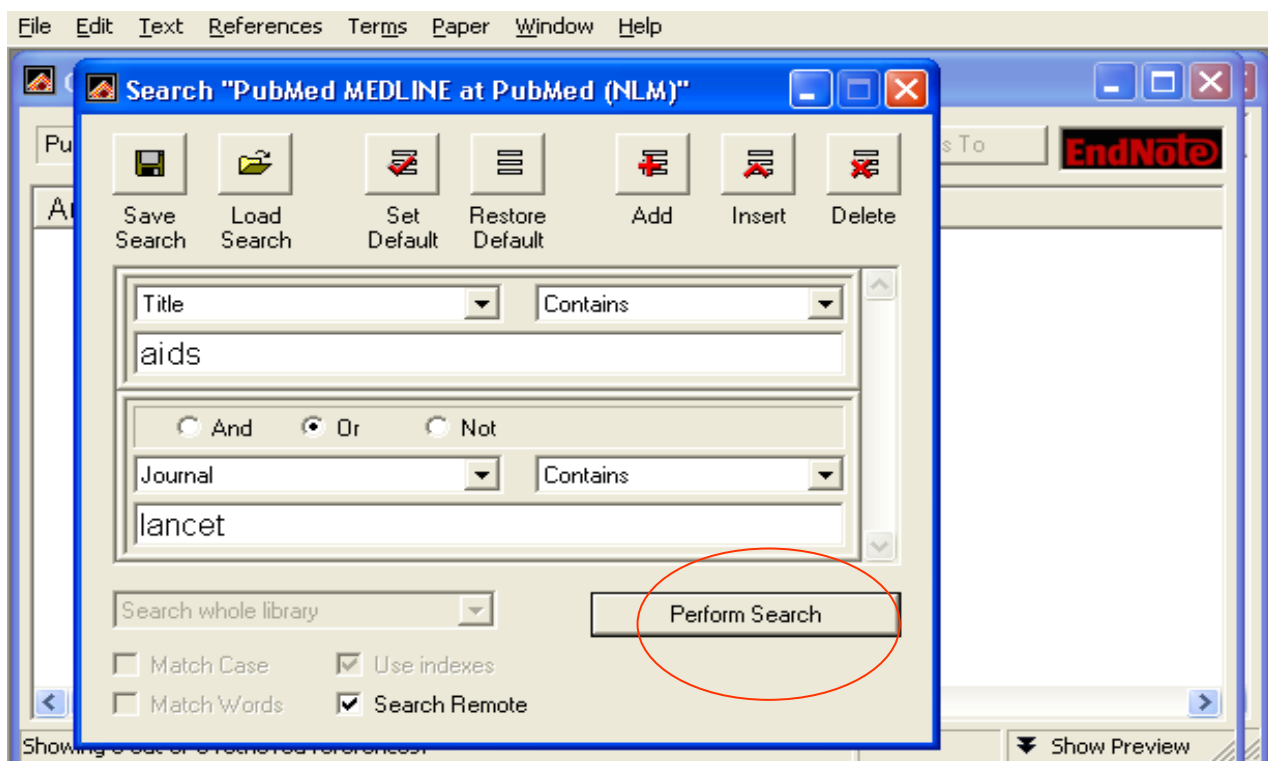 File Edit Text References Terms Paper Window Help
Search "PubMed MEDLINE at PubMed (NLM)"
Pu
s To
EndNote
Save Search
Load Search
Set Default
Restore Default
Add
Insert
Delete
Title
Contains
aids
And
Or
Not
Journal
Contains
lancet
Search whole library
Perform Search
Match Case
Use indexes
Match Words
Search Remote
Show Preview